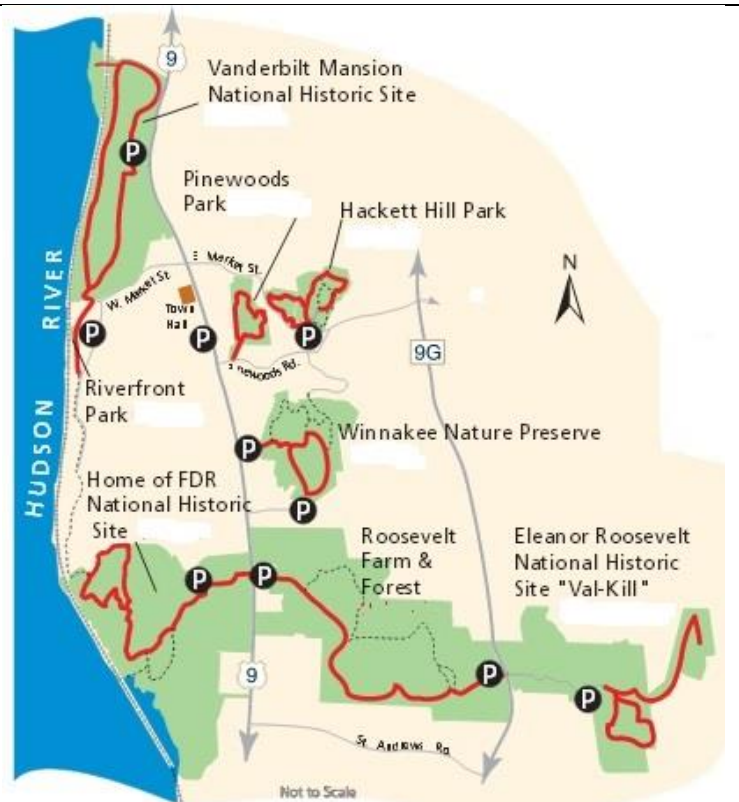 9
Vanderbilt Mansion
National Historic Site
P
Pinewoods
Park
Hackett Hill Park
E Market St.
N
W. Market St.
Town
Hall
P
P
P
9G
HUDSON RIVER
newoods Rd.
Riverfront
Park
Winnakee Nature Preserve
P
Home of FDR
National Historic
Site
P
Roosevelt
Farm &
Forest
Eleanor Roosevelt
National Historic
Site "Val-Kill"
P
P
9
P
P
St. Andrews Rd.
Not to Scale